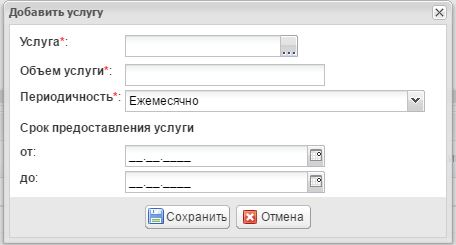 Добавить услугу
Услуга*:
...
Объем услуги*:
Периодичность*: Ежемесячно
Срок предоставления услуги
от: __.__.____
до: __.__.____
Сохранить Отмена